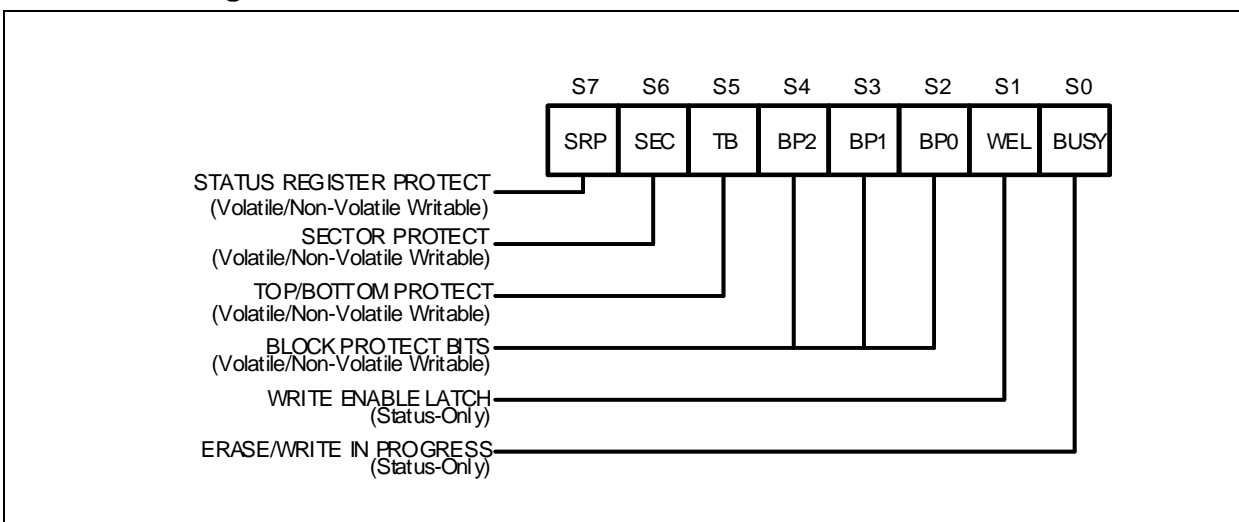 S7 S6 S5 S4 S3 S2 S1 S0
SRP SEC TB BP2 BP1 BP0 WEL BUSY
STATUS REGISTER PROTECT
(Volatile/Non-Volatile Writable)
SECTOR PROTECT
(Volatile/Non-Volatile Writable)
TOP/BOTTOM PROTECT
(Volatile/Non-Volatile Writable)
BLOCK PROTECT BITS
(Volatile/Non-Volatile Writable)
WRITE ENABLE LATCH
(Status-Only)
ERASE/WRITE IN PROGRESS
(Status-Only)